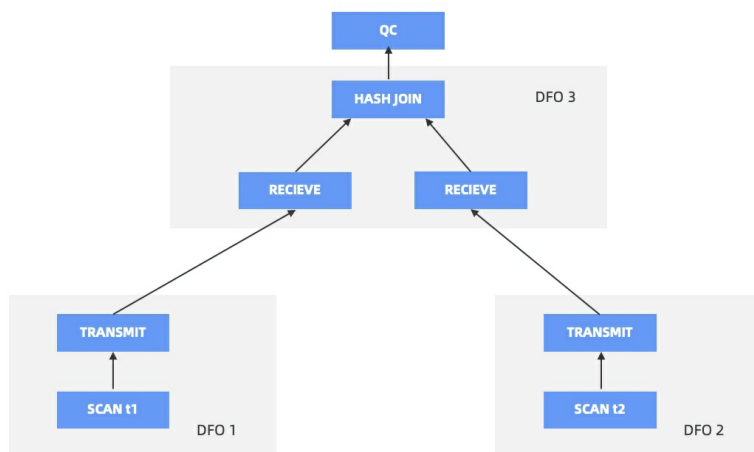 QC
HASH JOIN
DFO 3
RECIEVE
RECIEVE
TRANSMIT
TRANSMIT
SCAN t1
SCAN t2
DFO 1
DFO 2